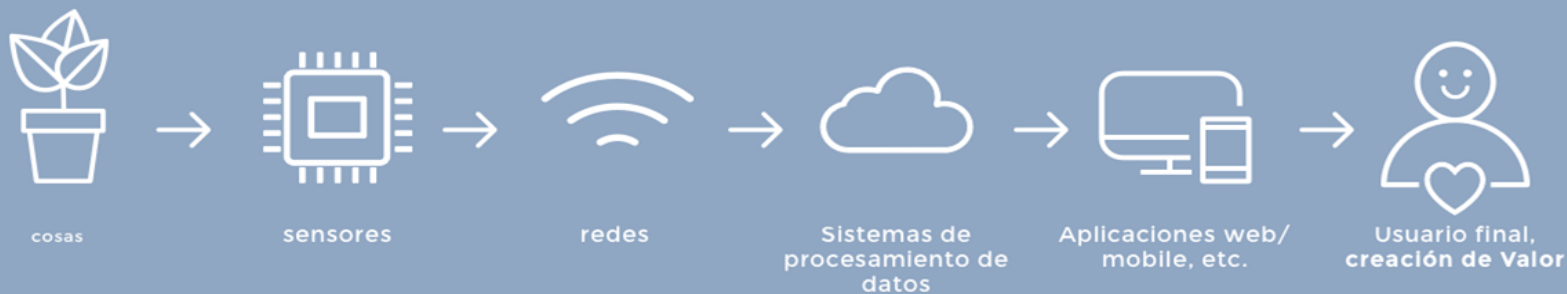 cosas
sensores
redes
Sistemas de
procesamiento de
datos
Aplicaciones web/
mobile, etc.
Usuario final,
creación de Valor